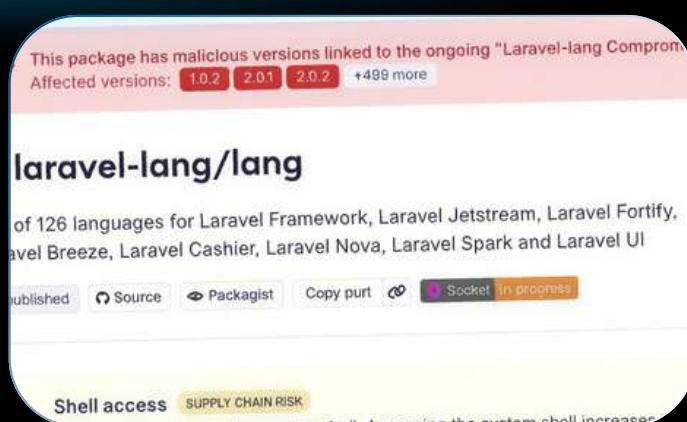 This package has malicious versions linked to the ongoing "Laravel-lang
Affected versions: 1.0.2 2.0.1 2.0.2 +499 more
laravel-lang/lang
of 126 languages for Laravel Framework, Laravel Jetstream, Laravel Fortify,
avel Breeze, Laravel Cashier, Laravel Nova, Laravel Spark and Laravel UI
ublished Source Packagist Copy purl Socket in progress
Shell access SUPPLY CHAIN RISK
the system shell increases